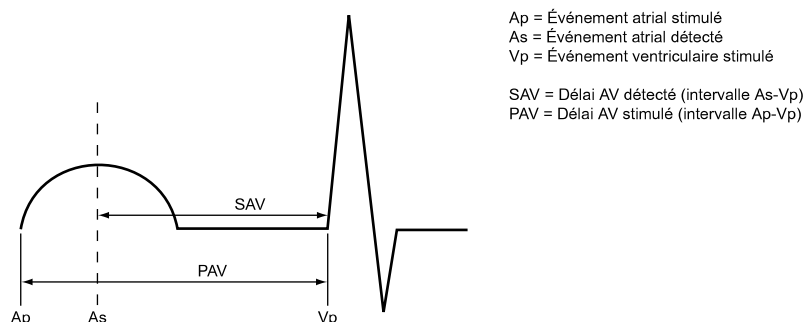 Ap = Événement atrial stimulé
As = Événement atrial détecté
Vp = Événement ventriculaire stimulé
SAV = Délai AV détecté (intervalle As-Vp)
PAV = Délai AV stimulé (intervalle Ap-Vp)
SAV
PAV
Ap As Vp